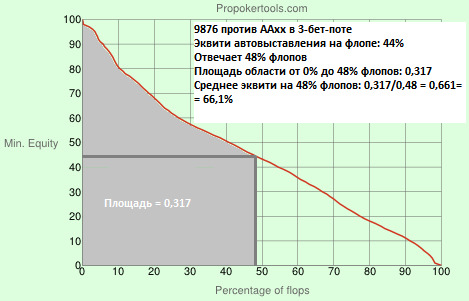 Propokertools.com
9876 против AAxx в 3-бет-поте
Эквити автовыставления на флопе: 44%
Отвечает 48% флопов
Площадь области от 0% до 48% флопов: 0,317
Среднее эквити на 48% флопов: 0,317/0,48 = 0,661=
= 66,1%
100
90
80
70
60
50
40
30
20
10
0
Min. Equity
Площадь = 0,317
0 10 20 30 40 50 60 70 80 90 100
Percentage of flops